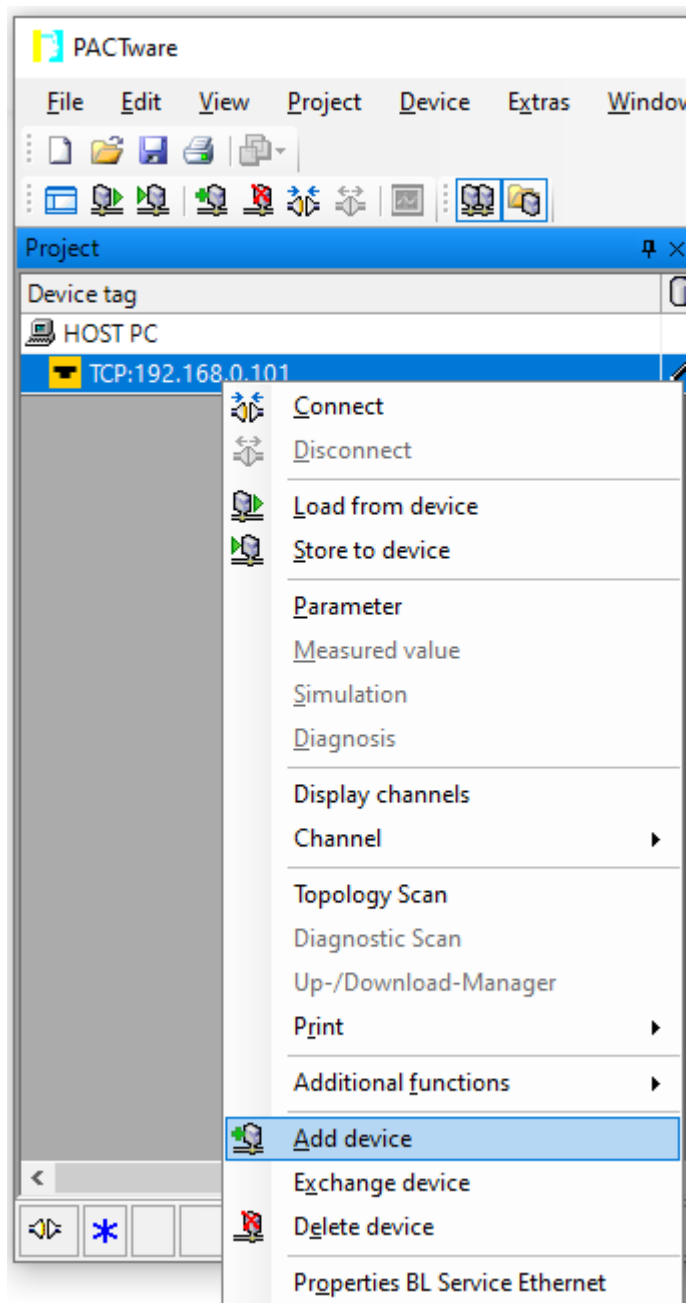 PACTware
File Edit View Project Device Extras Window
Project
Device tag
HOST PC
TCP:192.168.0.101
Connect
Disconnect
Load from device
Store to device
Parameter
Measured value
Simulation
Diagnosis
Display channels
Channel
Topology Scan
Diagnostic Scan
Up-/Download-Manager
Print
Additional functions
Add device
Exchange device
Delete device
Properties BL Service Ethernet